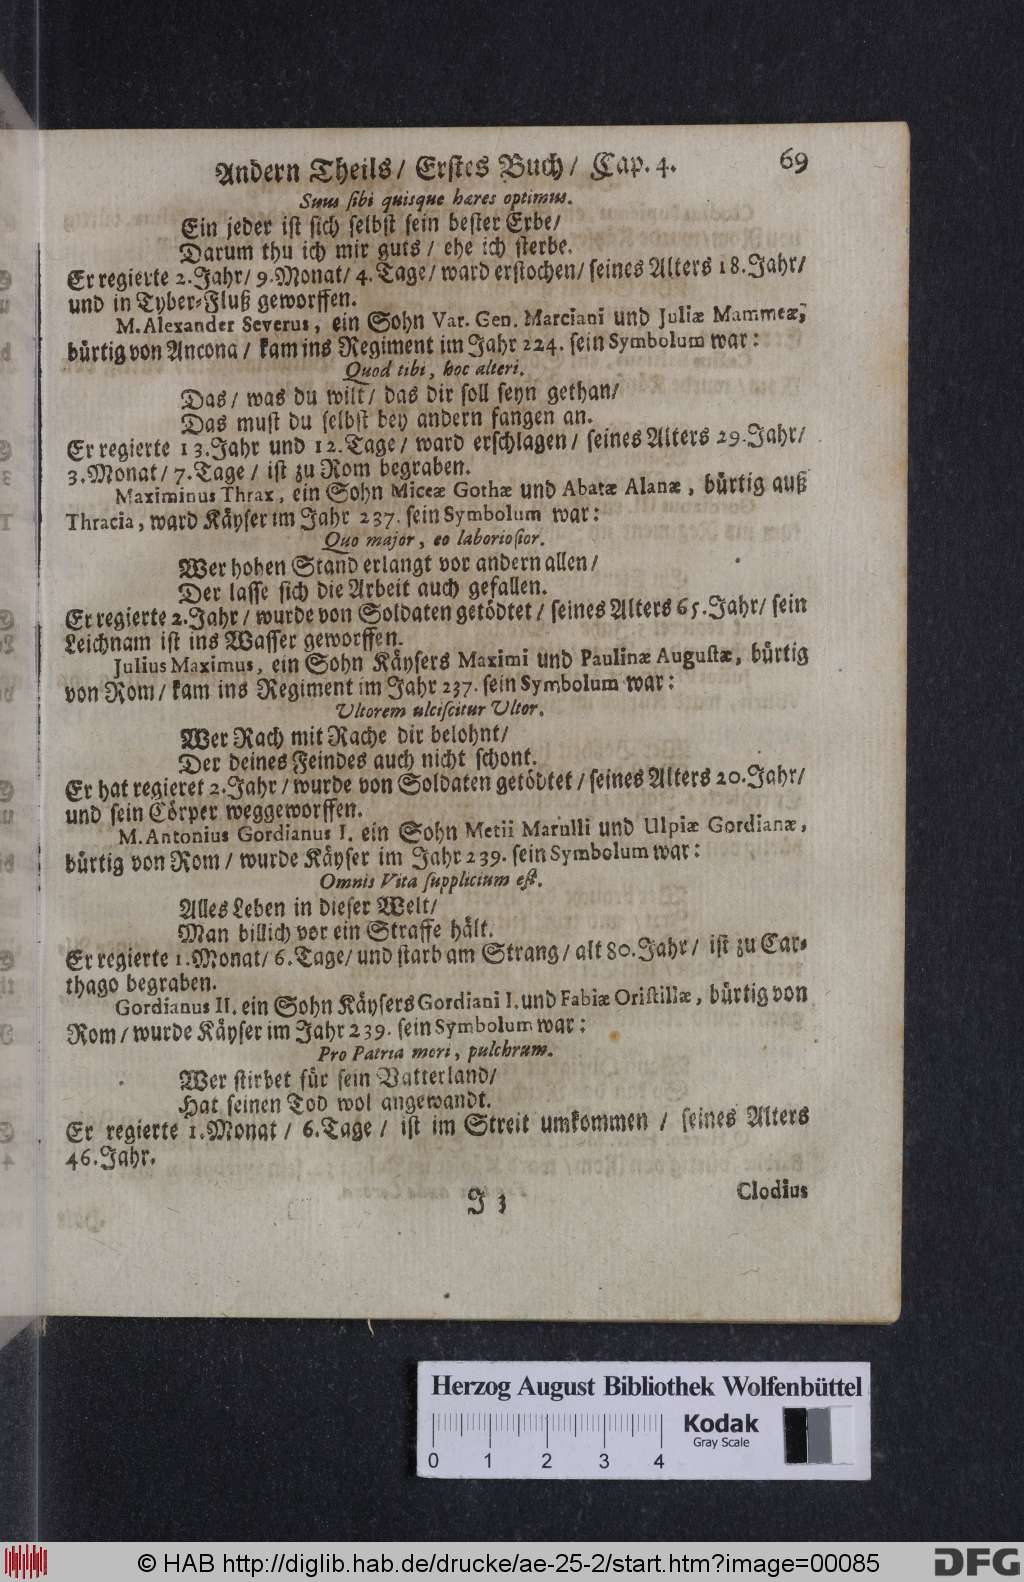 Andern Theils / Erstes Buch / Cap. 4. 69
Suus sibi quisque hæres optimus.
Ein jeder ist sich selbst sein bester Erbe /
Darum thu ich mir guts / ehe ich sterbe.
Er regierte 2. Jahr / 9. Monat / 4. Tage / ward erstochen / seines Alters 18. Jahr /
und in Tyber-Fluß geworffen.
M. Alexander Severus, ein Sohn Var. Gen. Marciani und Juliæ Mammeæ,
bürtig von Ancona / kam ins Regiment im Jahr 224. sein Symbolum war:
Quod tibi, hoc alteri.
Das / was du wilt / das dir soll seyn gethan /
Das must du selbst bey andern fangen an.
Er regierte 13. Jahr und 12. Tage / ward erschlagen / seines Alters 29. Jahr /
3. Monat / 7. Tage / ist zu Rom begraben.
Maximinus Thrax, ein Sohn Miceæ Gothæ und Abatæ Alanæ, bürtig auß
Thracia, ward Käyser im Jahr 237. sein Symbolum war:
Quo major, eo laboriosior.
Wer hohen Stand erlangt vor andern allen /
Der lasse sich die Arbeit auch gefallen.
Er regierte 2. Jahr / wurde von Soldaten getödtet / seines Alters 65. Jahr / sein
Leichnam ist ins Wasser geworffen.
Julius Maximus, ein Sohn Käysers Maximi und Paulinæ Augustæ, bürtig
von Rom / kam ins Regiment im Jahr 237. sein Symbolum war:
Ultorem ulciscitur Ultor.
Wer Rach mit Rache dir belohnt /
Der deines Feindes auch nicht schont.
Er hat regieret 2. Jahr / wurde von Soldaten getödtet / seines Alters 20. Jahr /
und sein Cörper weggeworffen.
M. Antonius Gordianus I. ein Sohn Metii Marulli und Ulpiæ Gordianæ,
bürtig von Rom / wurde Käyser im Jahr 239. sein Symbolum war:
Omnis Vita supplicium est.
Alles Leben in dieser Welt /
Man billich vor ein Straffe hält.
Er regierte 1. Monat / 6. Tage / und starb am Strang / alt 80. Jahr / ist zu Car-
thago begraben.
Gordianus II. ein Sohn Käysers Gordiani I. und Fabiæ Oristillæ, bürtig von
Rom / wurde Käyser im Jahr 239. sein Symbolum war:
Pro Patria mori, pulchrum.
Wer stirbet für sein Vatterland /
Hat seinen Tod wol angewandt.
Er regierte 1. Monat / 6. Tage / ist im Streit umkommen / seines Alters
46. Jahr.
J 3 Clodius
Herzog August Bibliothek Wolfenbüttel
Kodak
Gray Scale
0 1 2 3 4
© HAB http://diglib.hab.de/drucke/ae-25-2/start.htm?image=00085
DFG